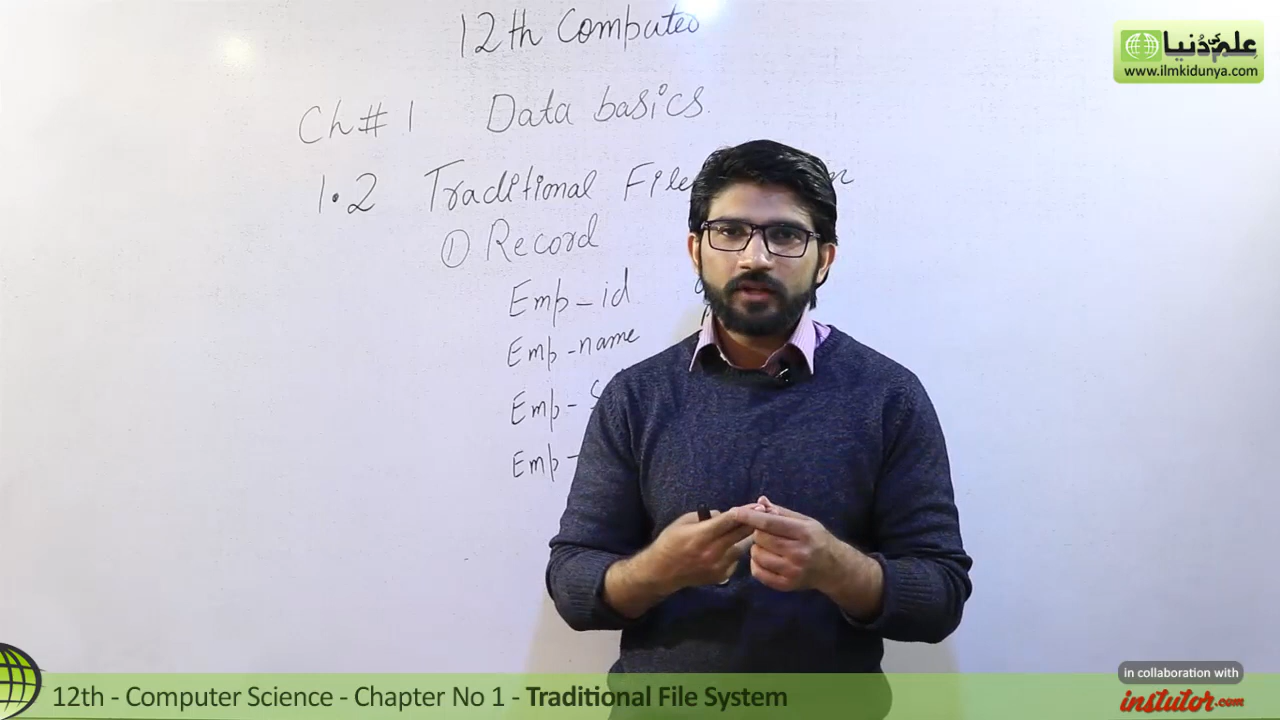 12th Computer
علم کی دُنیا
www.ilmkidunya.com
Ch# 1 Data basics
1.2 Traditional File
① Record
Emp-id
Emp-name
Emp-
Emp-
12th - Computer Science - Chapter No 1 - Traditional File System
in collaboration with
instutor.com